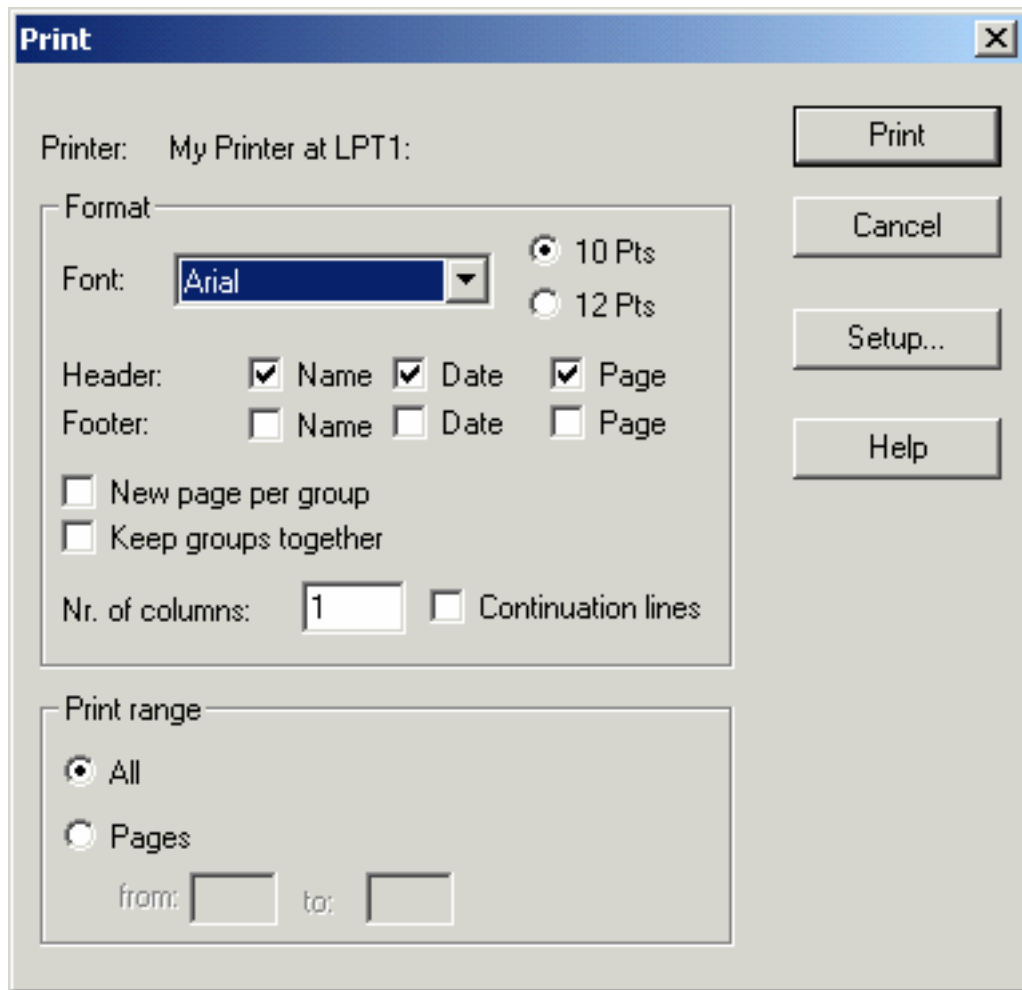 Print
Printer: My Printer at LPT1:
Print
Format
Cancel
Font: Arial
10 Pts
12 Pts
Setup...
Header: Name Date Page
Footer: Name Date Page
Help
New page per group
Keep groups together
Nr. of columns: 1 Continuation lines
Print range
All
Pages
from: to: